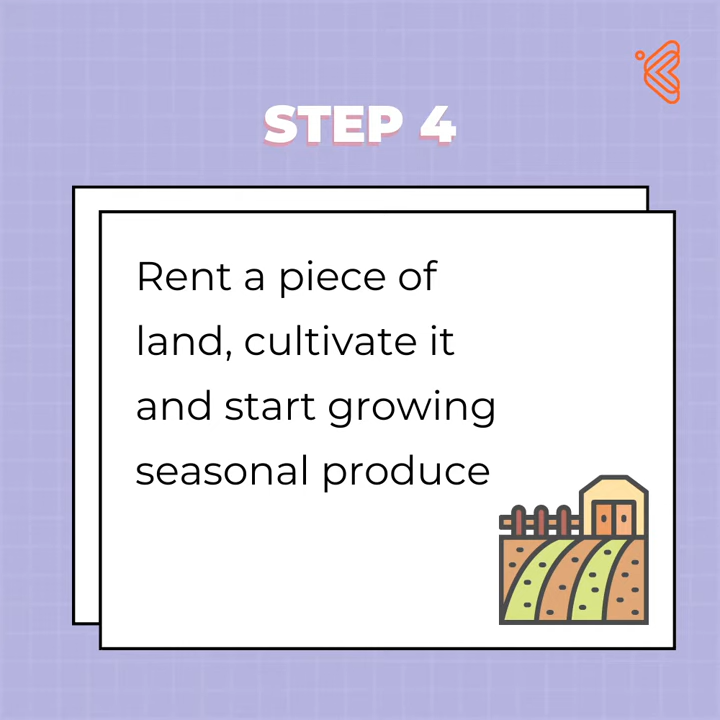 STEP 4
Rent a piece of
land, cultivate it
and start growing
seasonal produce